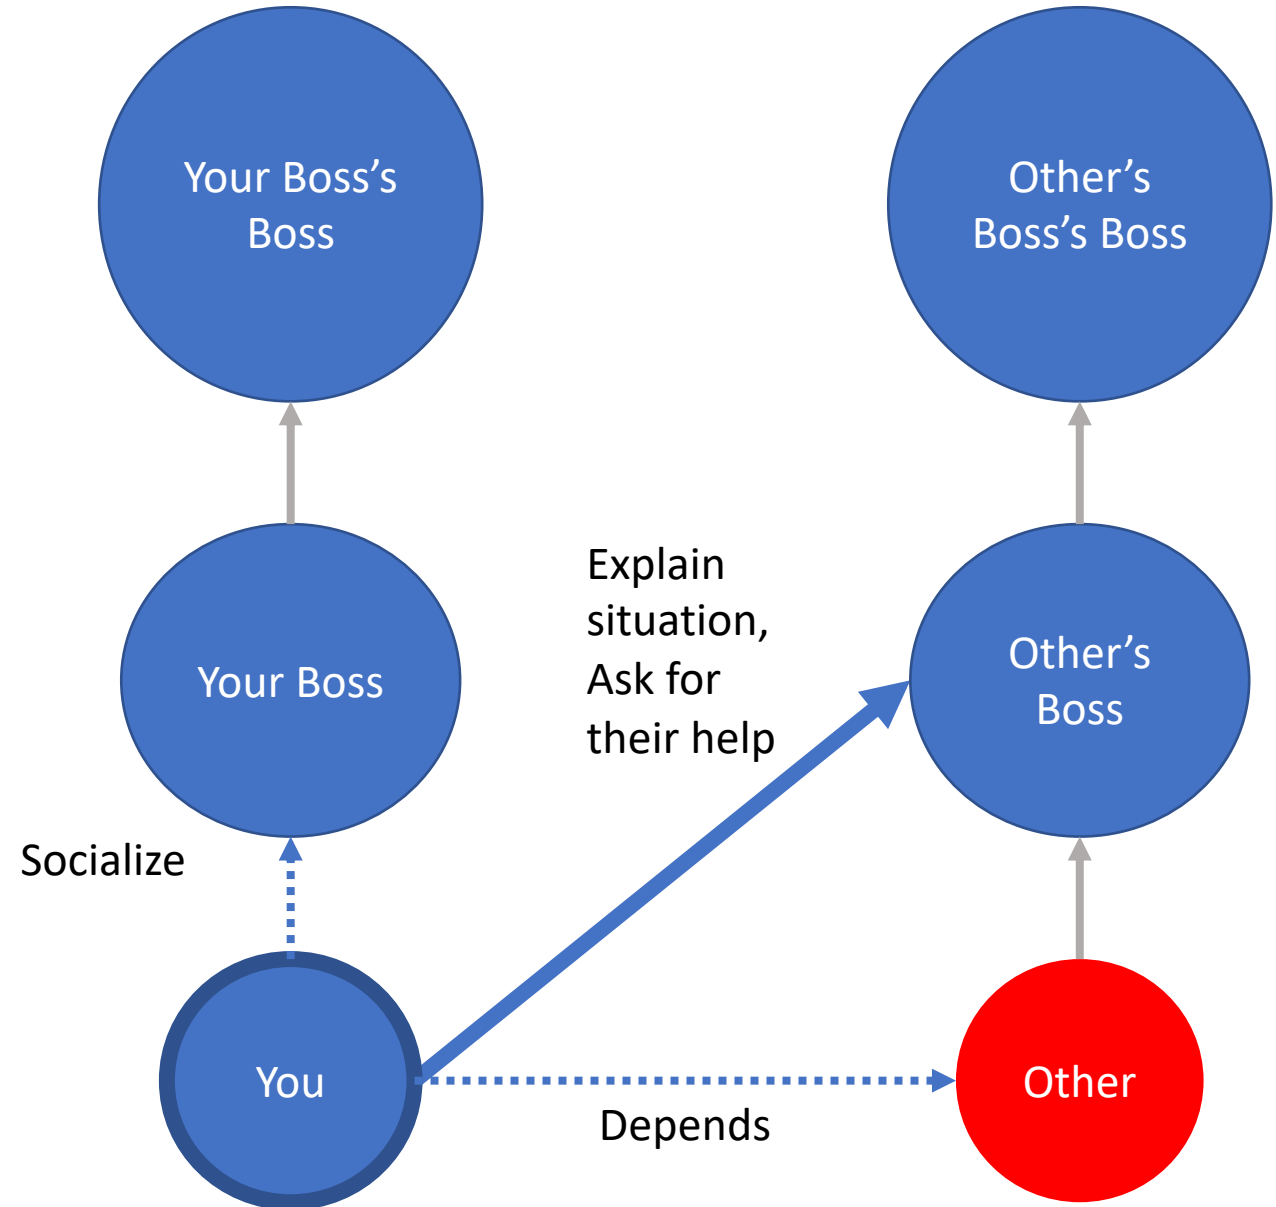 Your Boss’s
Boss
Other’s
Boss’s Boss
Explain
situation,
Ask for
their help
Your Boss
Other’s
Boss
Socialize
You
Depends
Other